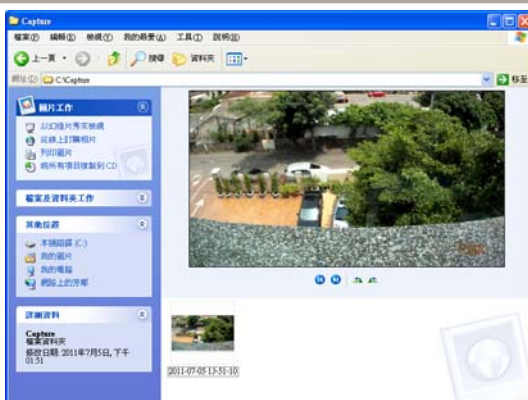 Capture
檔案(F) 編輯(E) 檢視(V) 我的最愛(A) 工具(T) 說明(H)
上一頁 搜尋 資料夾
網址(D) C:\Capture 移至
圖片工作
以幻燈片秀來檢視
從線上訂購相片
列印圖片
將所有項目複製到 CD
檔案及資料夾工作
其他位置
本機磁碟 (C:)
我的圖片
我的電腦
網路上的芳鄰
詳細資料
Capture
檔案資料夾
修改日期: 2011年7月5日, 下午
01:51
2011-07-05 13-51-10